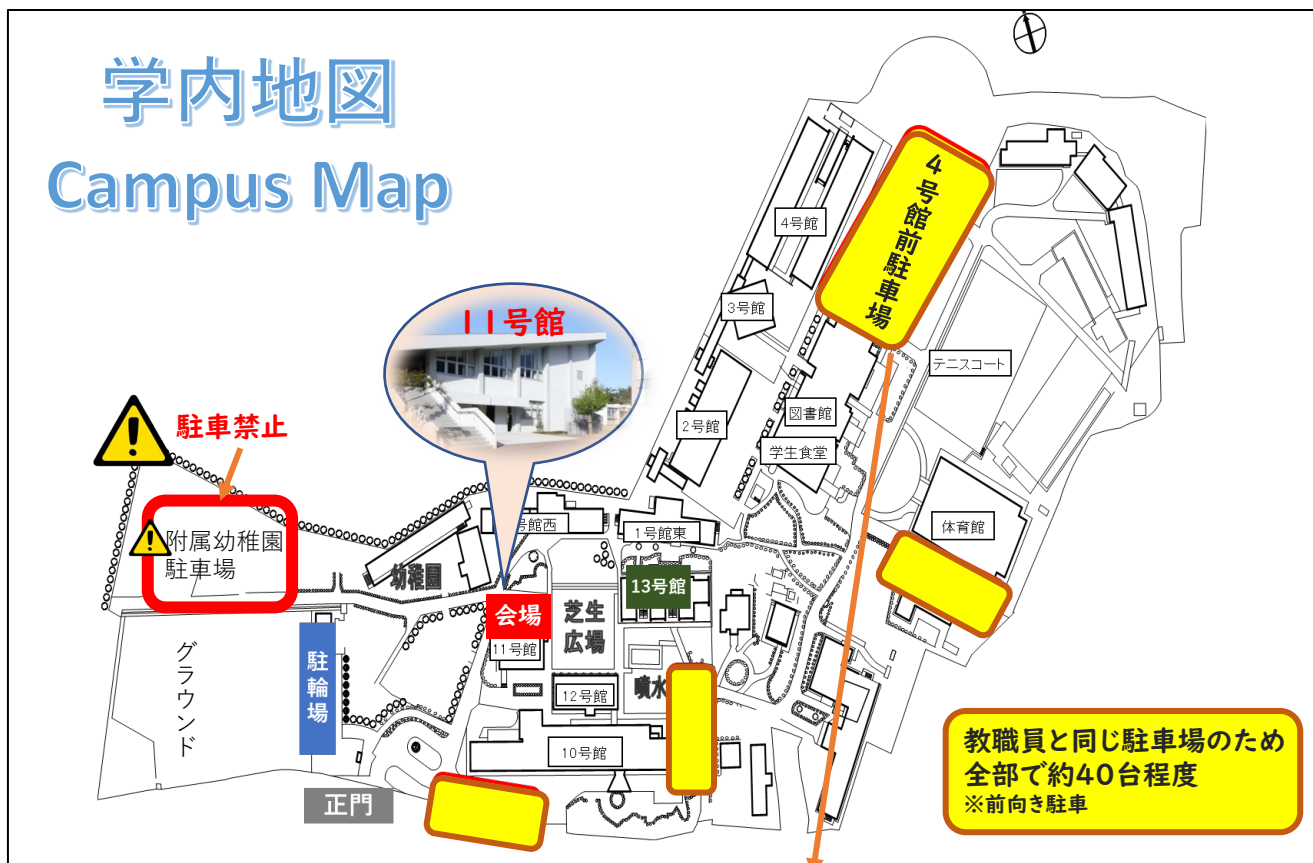 学内地図
Campus Map
4号館前駐車場
4号館
11号館
3号館
テニスコート
駐車禁止
図書館
2号館
学生食堂
附属幼稚園
駐車場
号館西
1号館東
体育館
幼稚園
13号館
会場
芝生
広場
11号館
グラウンド
駐輪場
噴水
12号館
10号館
正門
教職員と同じ駐車場のため
全部で約40台程度
※前向き駐車